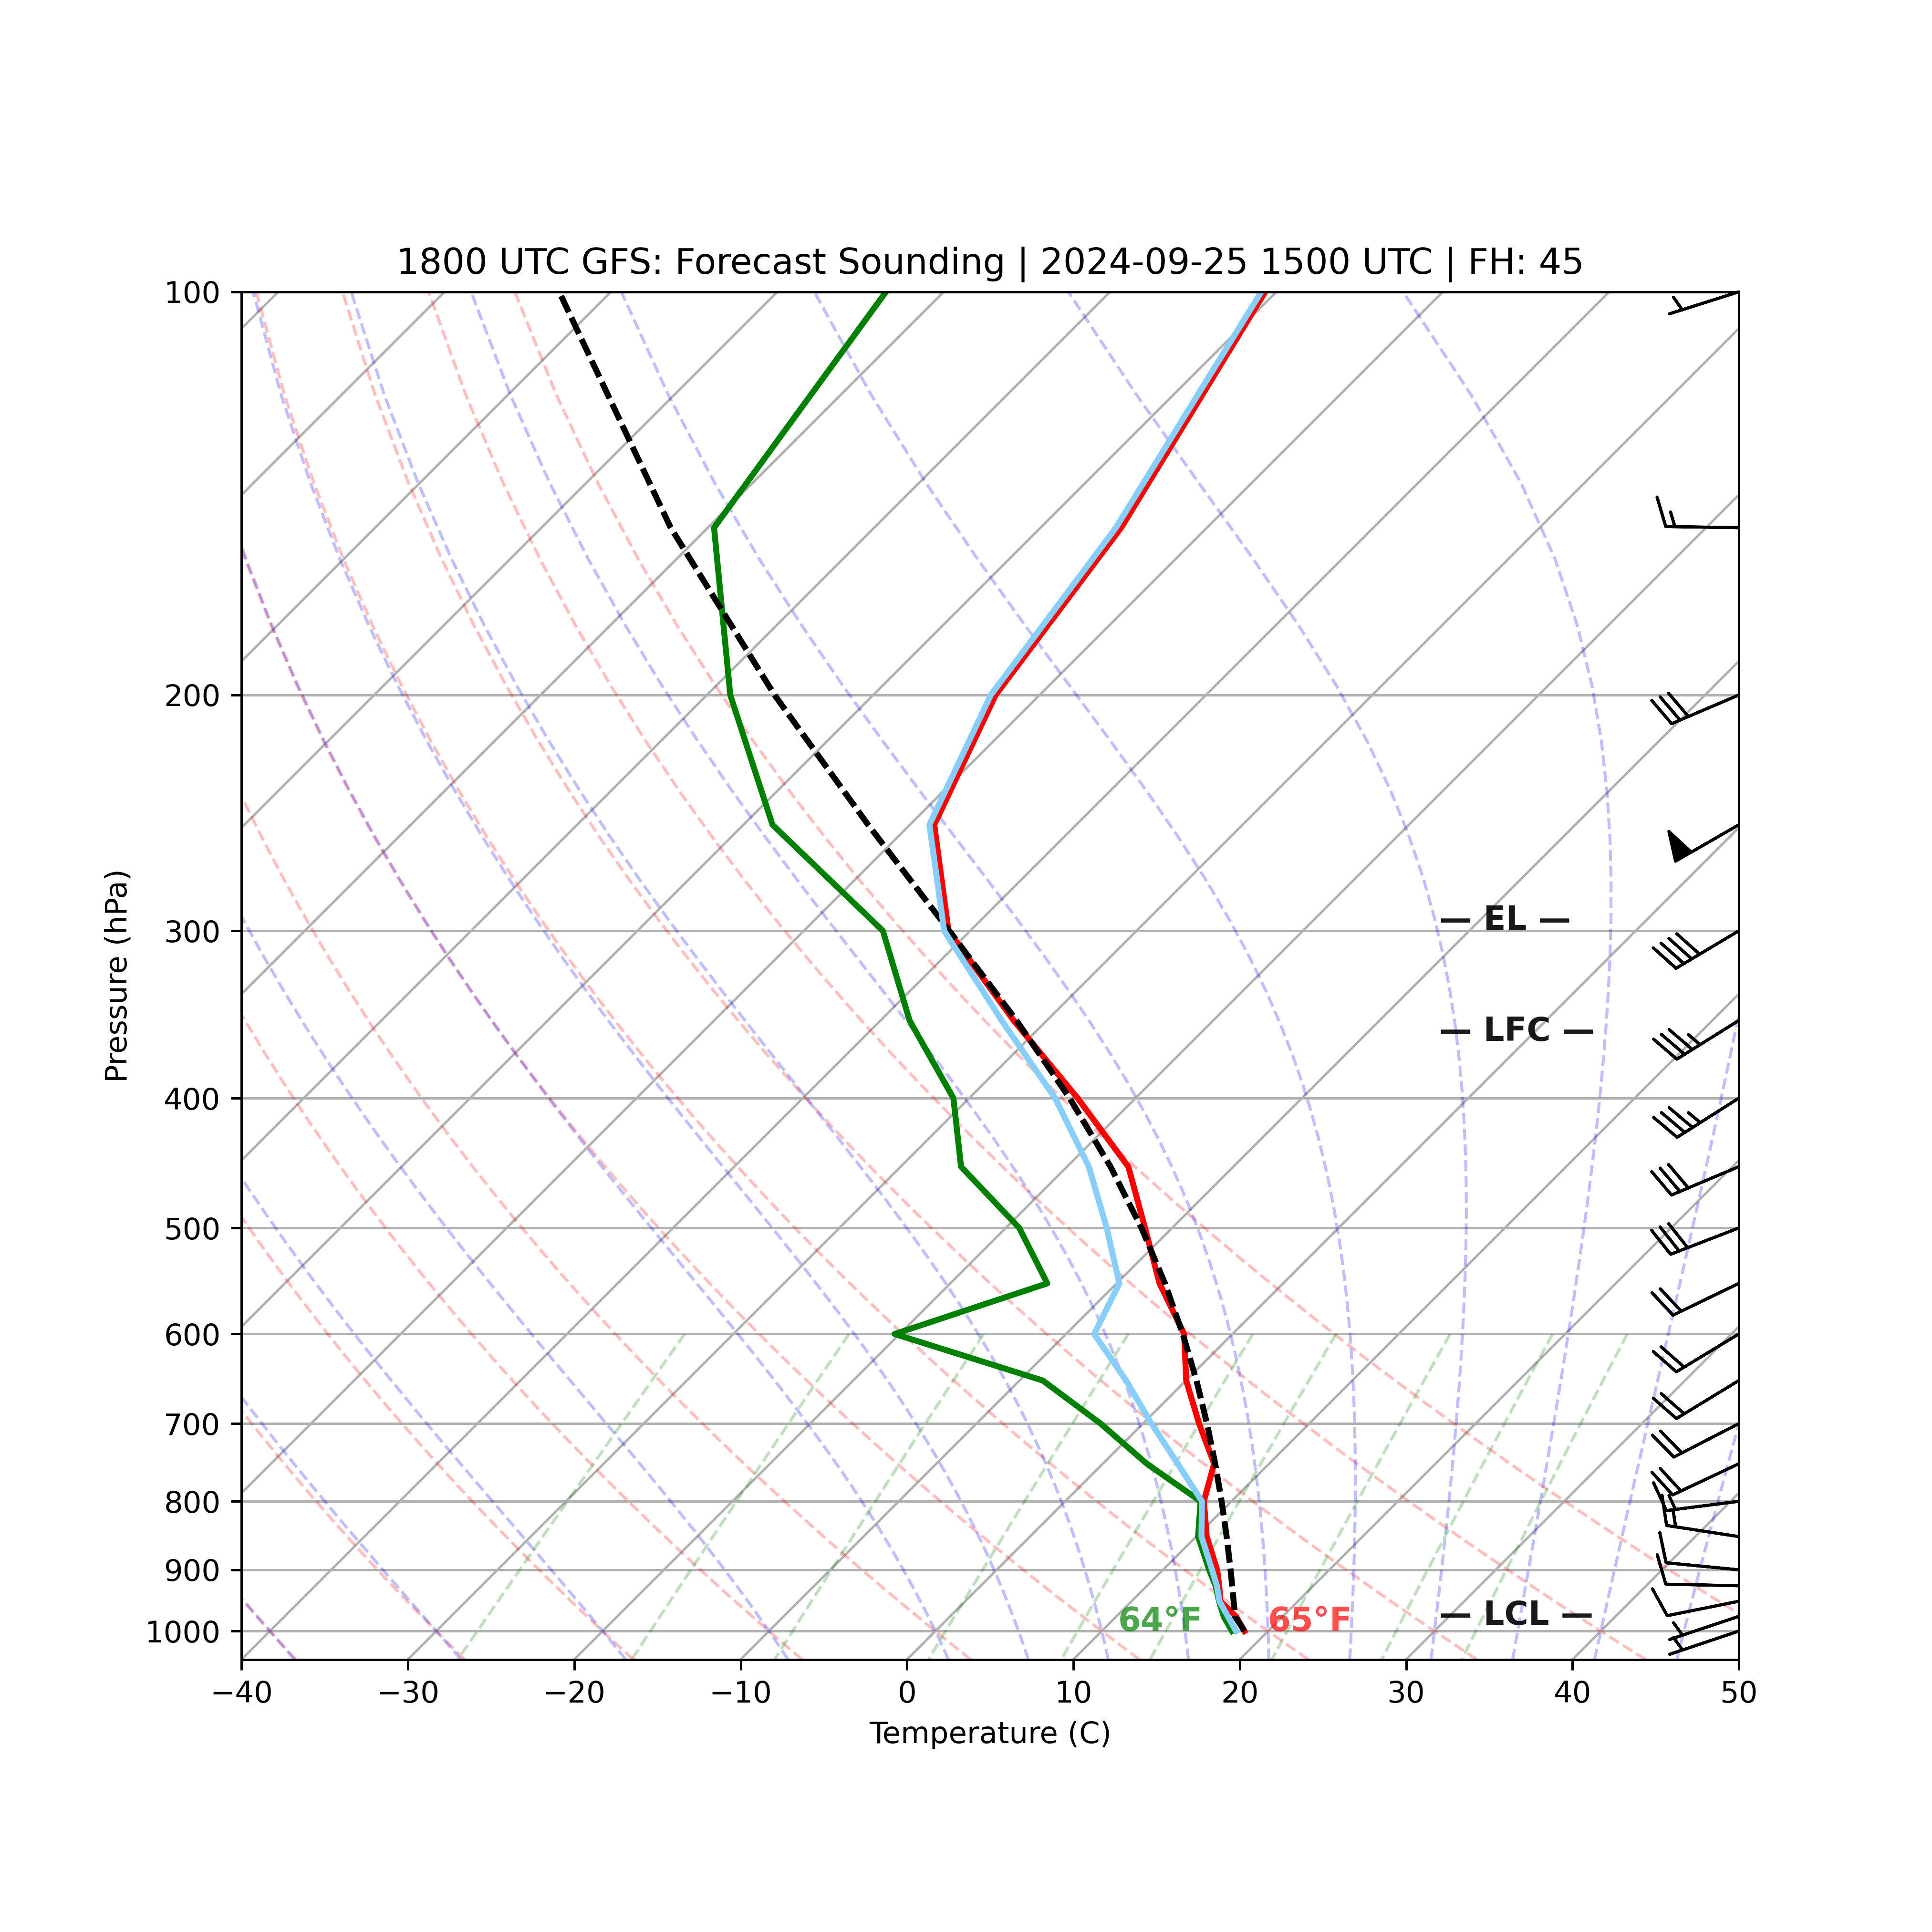 1800 UTC GFS: Forecast Sounding | 2024-09-25 1500 UTC | FH: 45
100
200
300
400
500
600
700
800
900
1000
Pressure (hPa)
— EL —
— LFC —
— LCL —
64°F 65°F
−40 −30 −20 −10 0 10 20 30 40 50
Temperature (C)